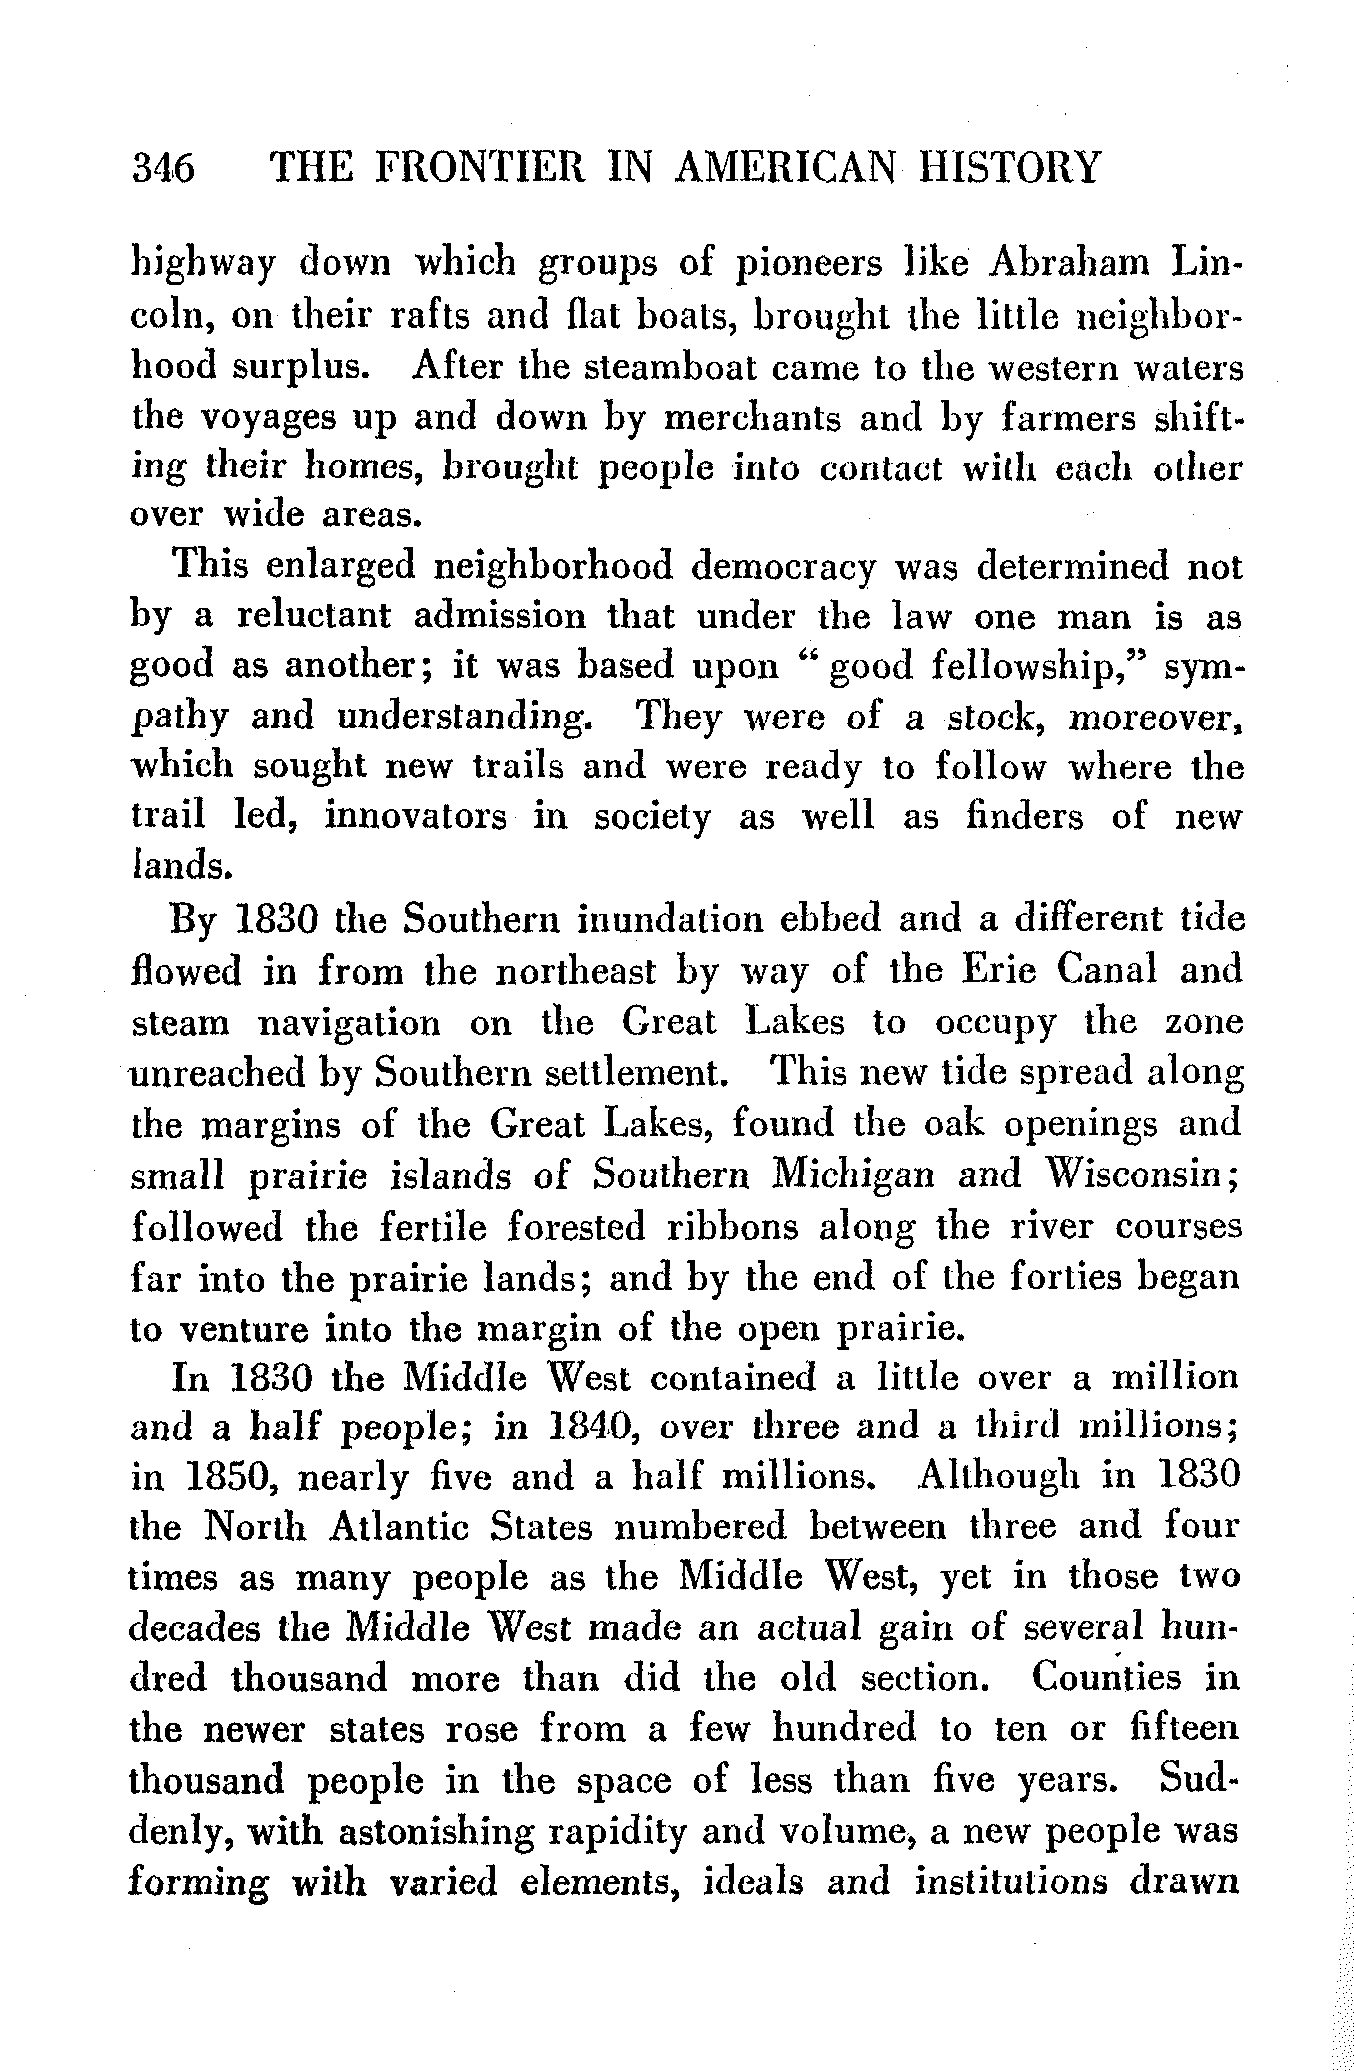 346 THE FRONTIER IN AMERICAN HISTORY
highway down which groups of pioneers like Abraham Lin-
coln, on their rafts and flat boats, brought the little neighbor-
hood surplus. After the steamboat came to the western waters
the voyages up and down by merchants and by farmers shift-
ing their homes, brought people into contact with each other
over wide areas.
This enlarged neighborhood democracy was determined not
by a reluctant admission that under the law one man is as
good as another; it was based upon “ good fellowship,” sym-
pathy and understanding. They were of a stock, moreover,
which sought new trails and were ready to follow where the
trail led, innovators in society as well as finders of new
lands.
By 1830 the Southern inundation ebbed and a different tide
flowed in from the northeast by way of the Erie Canal and
steam navigation on the Great Lakes to occupy the zone
unreached by Southern settlement. This new tide spread along
the margins of the Great Lakes, found the oak openings and
small prairie islands of Southern Michigan and Wisconsin;
followed the fertile forested ribbons along the river courses
far into the prairie lands; and by the end of the forties began
to venture into the margin of the open prairie.
In 1830 the Middle West contained a little over a million
and a half people; in 1840, over three and a third millions;
in 1850, nearly five and a half millions. Although in 1830
the North Atlantic States numbered between three and four
times as many people as the Middle West, yet in those two
decades the Middle West made an actual gain of several hun-
dred thousand more than did the old section. Counties in
the newer states rose from a few hundred to ten or fifteen
thousand people in the space of less than five years. Sud-
denly, with astonishing rapidity and volume, a new people was
forming with varied elements, ideals and institutions drawn